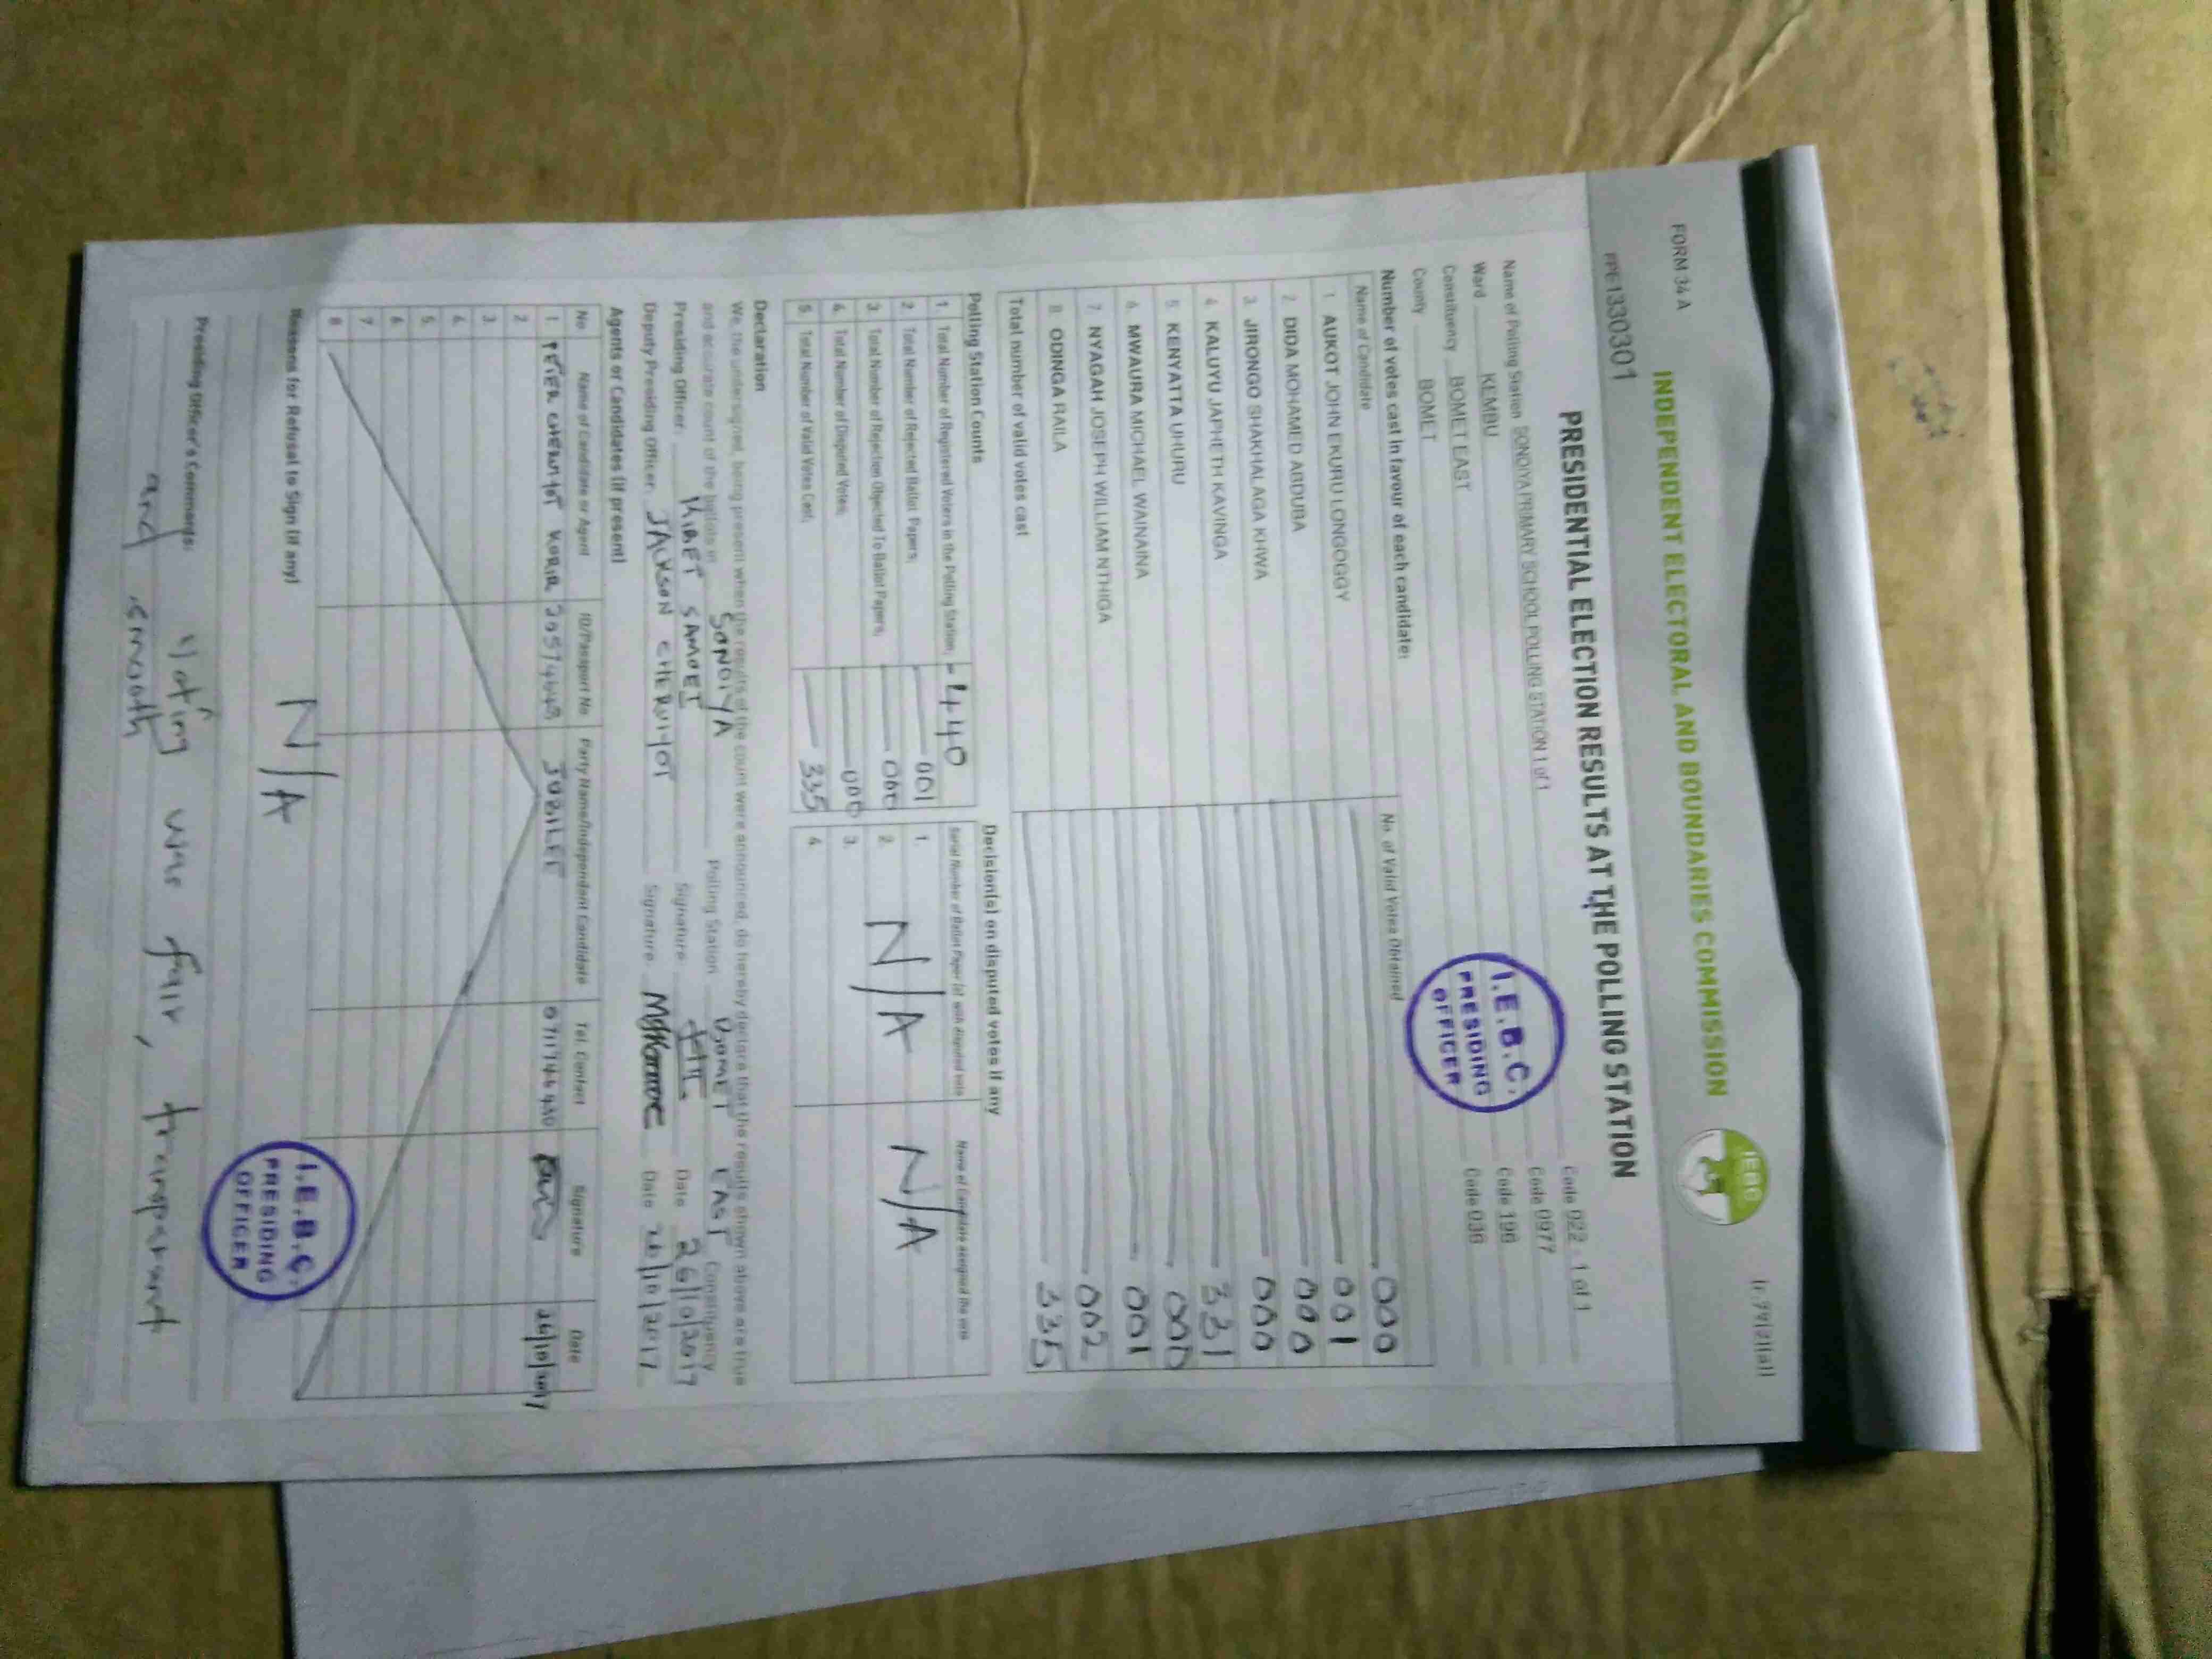 FORM 34 A
INDEPENDENT ELECTORAL AND BOUNDARIES COMMISSION
IEBC
PPE1330301
PRESIDENTIAL ELECTION RESULTS AT THE POLLING STATION
Name of Polling Station SONOIYA PRIMARY SCHOOL POLLING STATION 1 of 1 Code 022 - 1 of 1
Ward KEMBU Code 0977
Constituency BOMET EAST Code 196
County BOMET Code 036
I.E.B.C. PRESIDING OFFICER
Number of votes cast in favour of each candidate:
Name of Candidate No. of Valid Votes Obtained
1. AUKOT JOHN EKURU LONGOGGY 000
2. DIDA MOHAMED ABDUBA 001
3. JIRONGO SHAKHALAGA KHWA 000
4. KALUYU JAPHETH KAVINGA 000
5. KENYATTA UHURU 331
6. MWAURA MICHAEL WAINAINA 000
7. NYAGAH JOSEPH WILLIAM NTHIGA 001
8. ODINGA RAILA 002
Total number of valid votes cast 335
Polling Station Counts
1. Total Number of Registered Voters in the Polling Station; 440
2. Total Number of Rejected Ballot Papers; 001
3. Total Number of Rejection Objected To Ballot Papers; 000
4. Total Number of Disputed Votes; 000
5. Total Number of Valid Votes Cast; 335
Decision(s) on disputed votes if any
Serial Number of Ballot Paper (s) with disputed vote Name of Candidate assigned the vote
1.
2. N/A N/A
3.
4.
Declaration
We, the undersigned, being present when the results of the count were announced, do hereby declare that the results shown above are true
and accurate count of the ballots in SONOIYA Polling Station BOMET EAST Constituency
Presiding Officer: KIBET SAMOEI Signature Date 26/10/2017
Deputy Presiding Officer: JACKSON CHERUIYOT Signature Date 26/10/2017
Agents or Candidates (if present)
No Name of Candidate or Agent ID/Passport No Party Name/Independent Candidate Tel. Contact Signature Date
1. PETER CHERUIYOT KORIR JUBILEE 26/10/2017
2.
3.
4.
5.
6.
7.
8
Reasons for Refusal to Sign (if any)
N/A
I.E.B.C. PRESIDING OFFICER
Presiding Officer's Comments: Voting was fair, transparent
and smooth